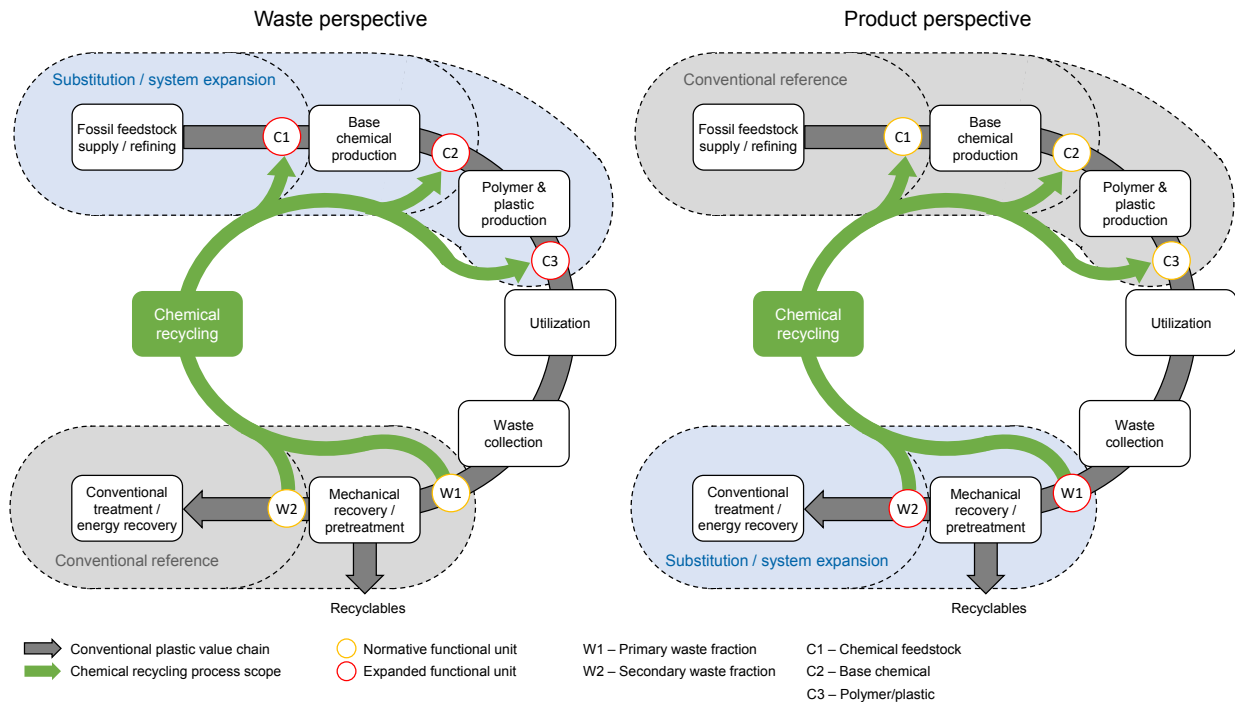 Waste perspective
Substitution / system expansion
Fossil feedstock
supply / refining
C1
Base
chemical
production
C2
Polymer &
plastic
production
C3
Chemical
recycling
Utilization
Waste
collection
W1
Mechanical
recovery /
pretreatment
W2
Conventional
treatment /
energy recovery
Conventional reference
Recyclables
Product perspective
Conventional reference
Fossil feedstock
supply / refining
C1
Base
chemical
production
C2
Polymer &
plastic
production
C3
Chemical
recycling
Utilization
Waste
collection
W1
Mechanical
recovery /
pretreatment
W2
Conventional
treatment /
energy recovery
Substitution / system expansion
Recyclables
Conventional plastic value chain
Chemical recycling process scope
Normative functional unit
Expanded functional unit
W1 – Primary waste fraction
W2 – Secondary waste fraction
C1 – Chemical feedstock
C2 – Base chemical
C3 – Polymer/plastic